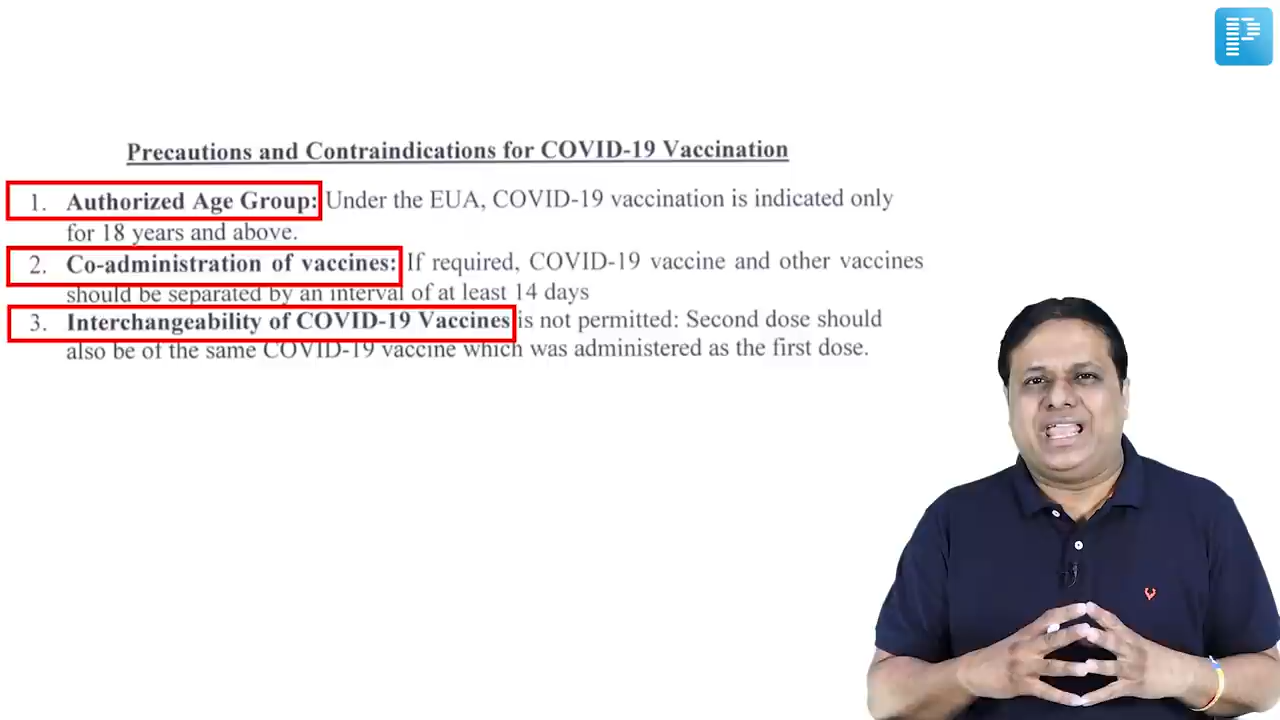 Precautions and Contraindications for COVID-19 Vaccination
1. Authorized Age Group: Under the EUA, COVID-19 vaccination is indicated only
for 18 years and above.
2. Co-administration of vaccines: If required, COVID-19 vaccine and other vaccines
should be separated by an interval of at least 14 days
3. Interchangeability of COVID-19 Vaccines is not permitted: Second dose should
also be of the same COVID-19 vaccine which was administered as the first dose.
P